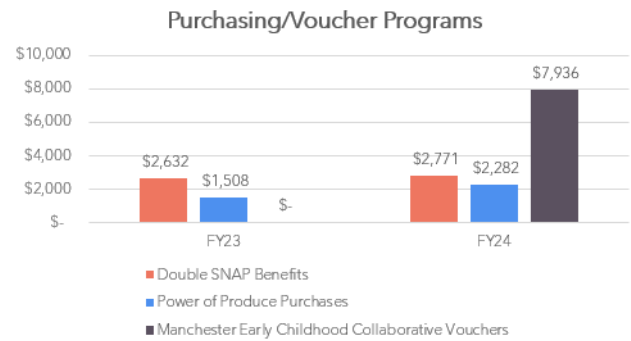 Purchasing/Voucher Programs
$10,000
$8,000
$6,000
$4,000
$2,000
$-
$2,632
$1,508
$-
$2,771
$2,282
$7,936
FY23
FY24
Double SNAP Benefits
Power of Produce Purchases
Manchester Early Childhood Collaborative Vouchers